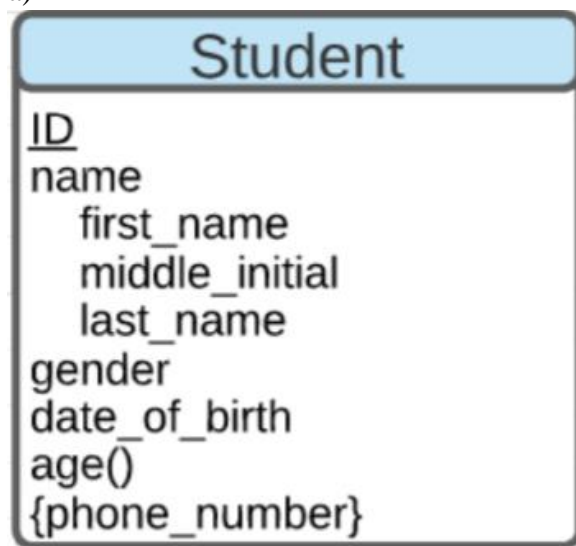 Student
ID
name
first_name
middle_initial
last_name
gender
date_of_birth
age()
{phone_number}